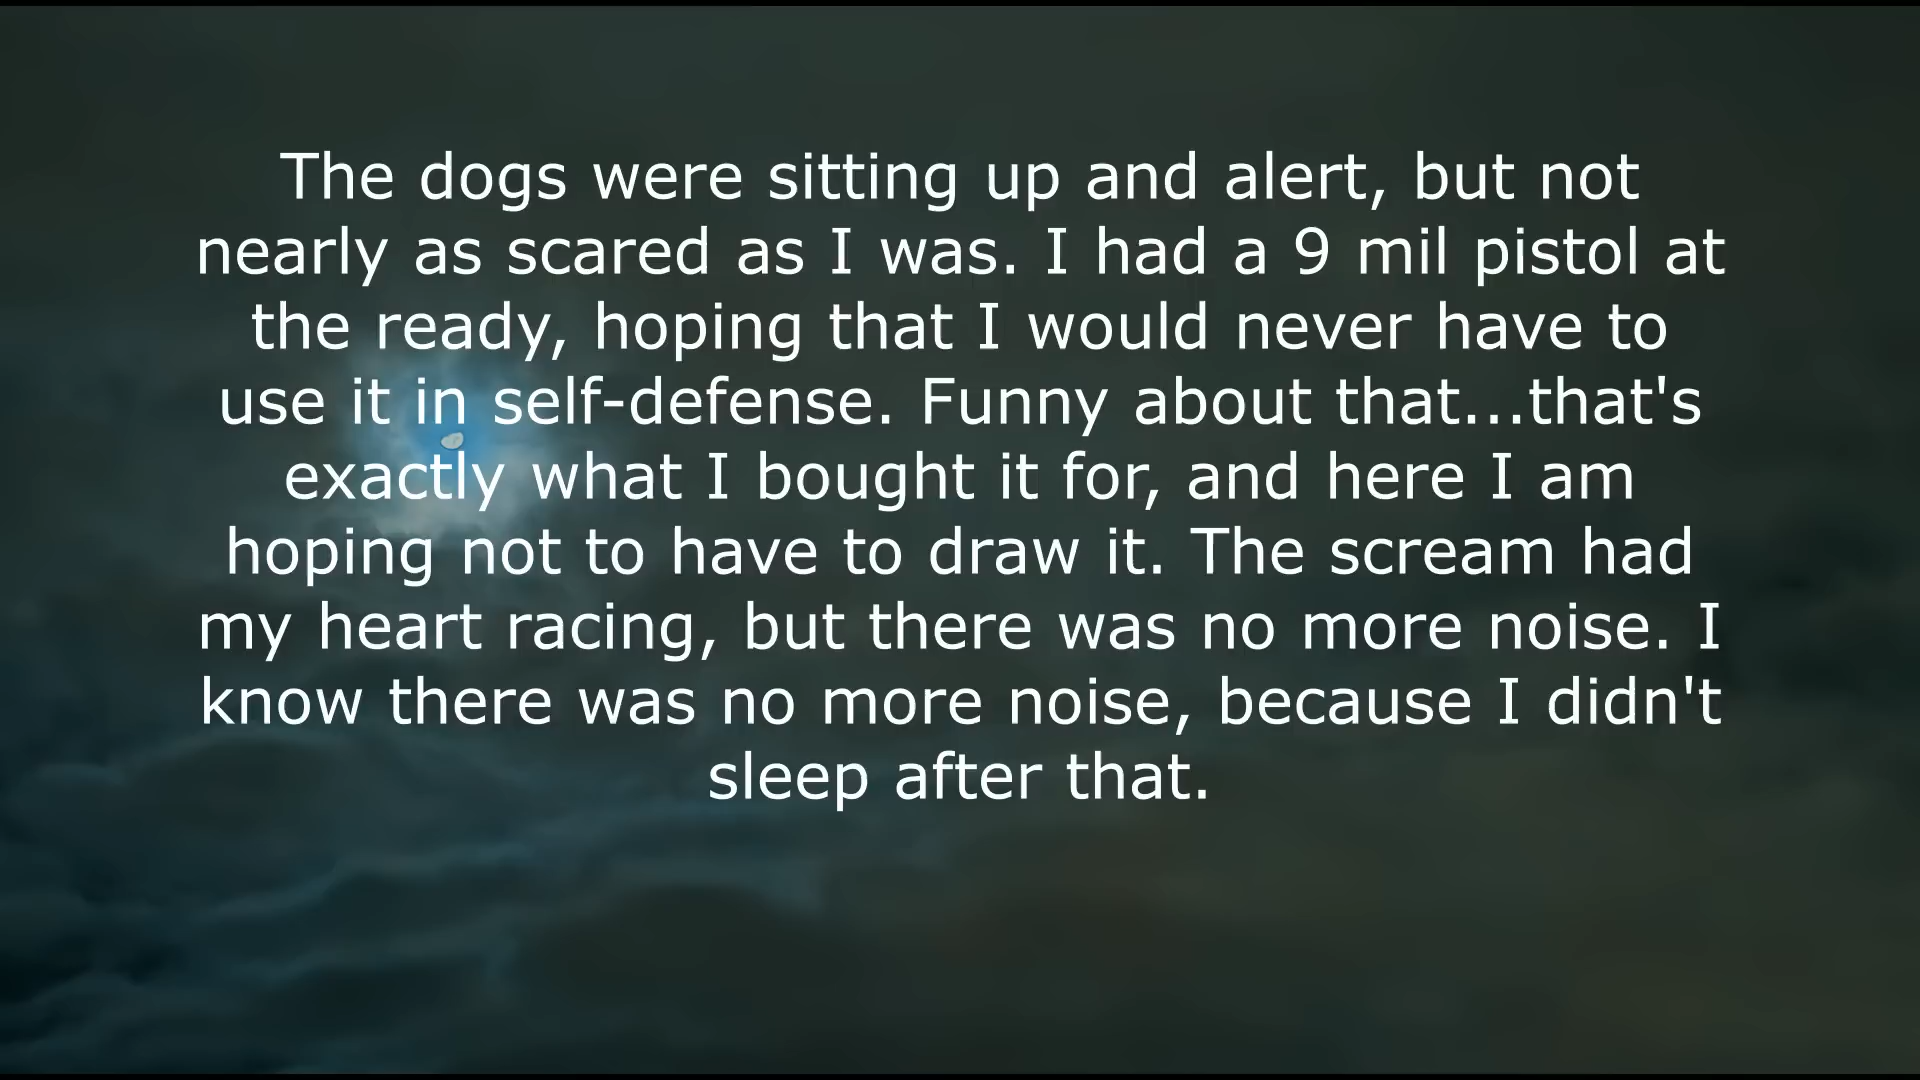 The dogs were sitting up and alert, but not
nearly as scared as I was. I had a 9 mil pistol at
the ready, hoping that I would never have to
use it in self-defense. Funny about that...that's
exactly what I bought it for, and here I am
hoping not to have to draw it. The scream had
my heart racing, but there was no more noise. I
know there was no more noise, because I didn't
sleep after that.